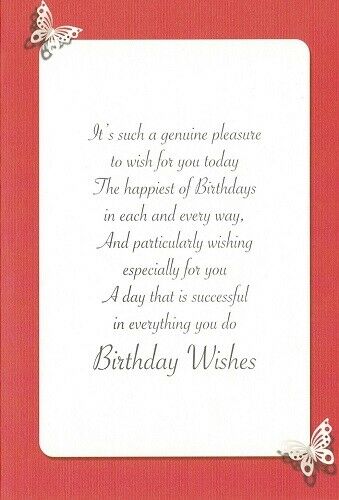 It's such a genuine pleasure
to wish for you today
The happiest of Birthdays
in each and every way,
And particularly wishing
especially for you
A day that is successful
in everything you do
Birthday Wishes